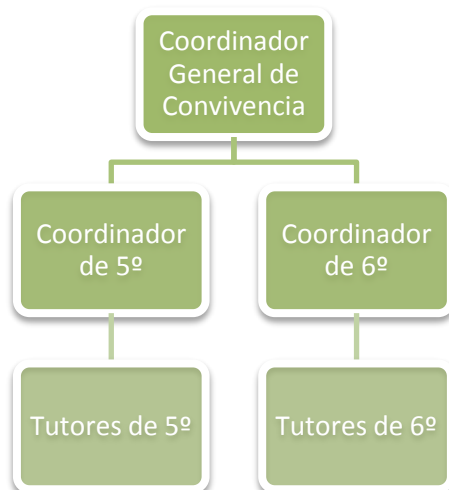 Coordinador
General de
Convivencia
Coordinador
de 5º
Coordinador
de 6º
Tutores de 5º
Tutores de 6º